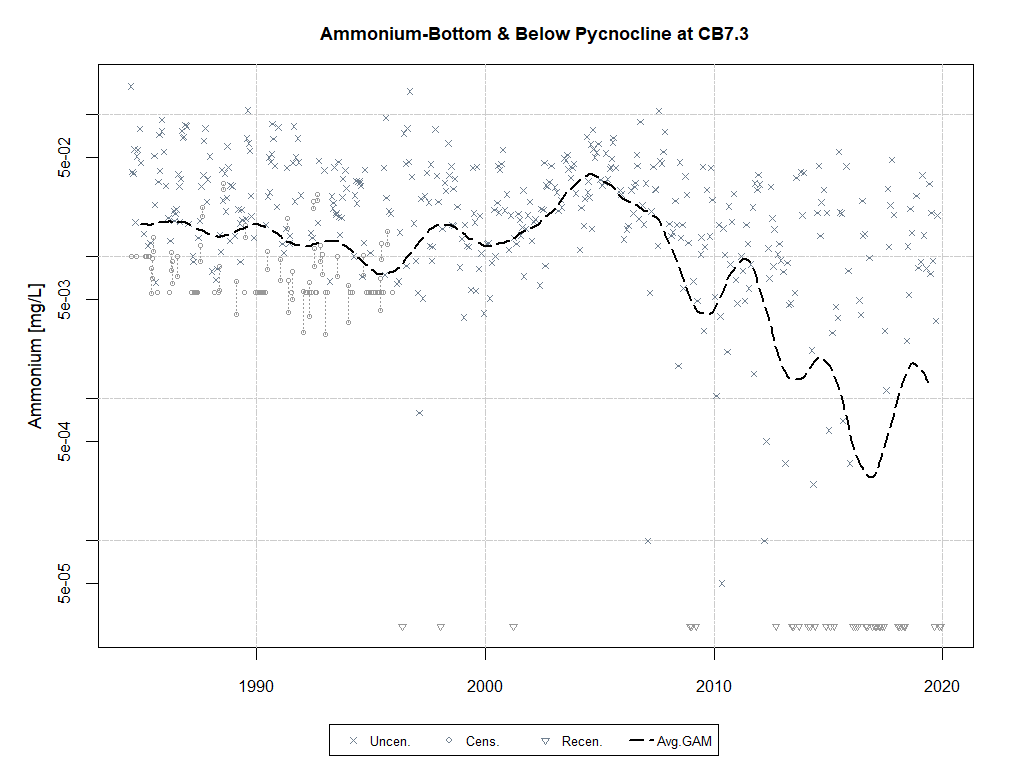 Ammonium-Bottom & Below Pycnocline at CB7.3
Ammonium [mg/L]
5e-02
5e-03
5e-04
5e-05
1990 2000 2010 2020
Uncen. Cens. Recen. Avg.GAM